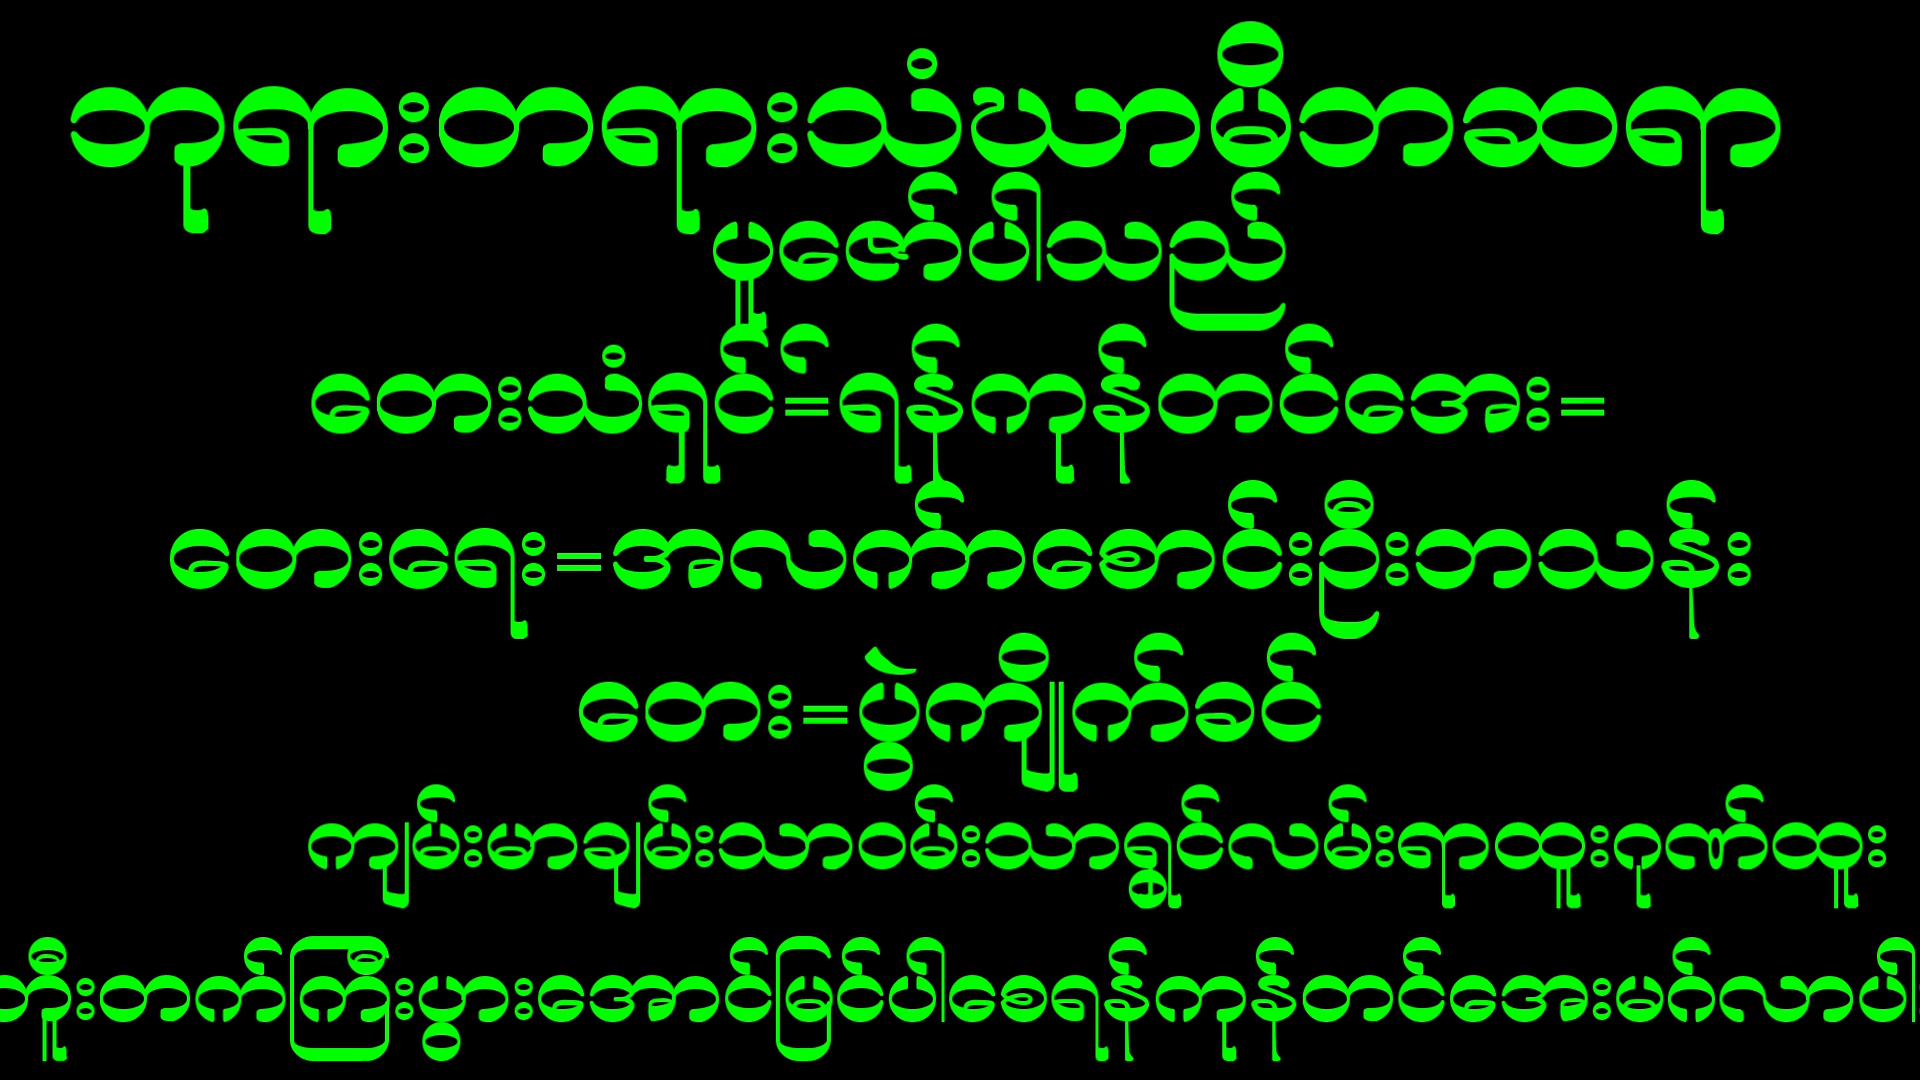 ဘုရားတရားသံဃာမိဘဆရာ
ပူဇော်ပါသည်
တေးသံရှင််=ရန်ကုန်တင်အေး=
တေးရေး=အလင်္ကာစောင်းဦးဘသန်း
တေး=ပွဲကျိုက်ခင်
ကျမ်းမာချမ်းသာဝမ်းသာရွှင်လမ်းရာထူးဂုဏ်ထူး
တီူးတက်ကြီးပွားအောင်မြင်ပါစေရန်ကုန်တင်အေးမင်္ဂလာပါ